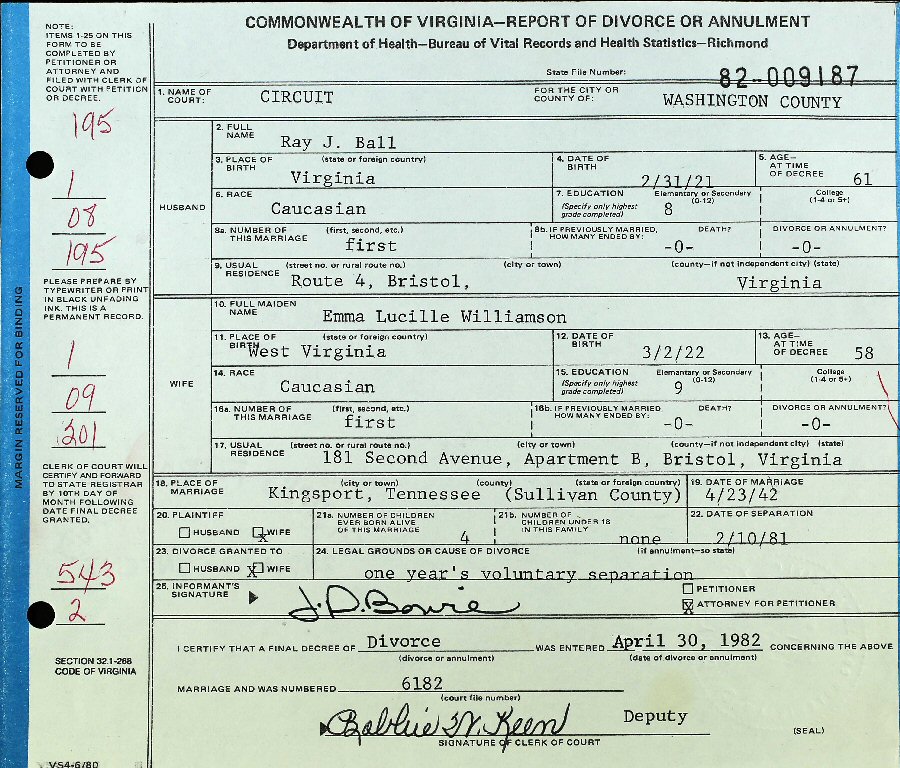 COMMONWEALTH OF VIRGINIA—REPORT OF DIVORCE OR ANNULMENT
Department of Health—Bureau of Vital Records and Health Statistics—Richmond
NOTE:
ITEMS 1-25 ON THIS
FORM TO BE
COMPLETED BY
PETITIONER OR
ATTORNEY AND
FILED WITH CLERK OF
COURT WITH PETITION
OR DECREE.
195
1
08
195
PLEASE PREPARE BY
TYPEWRITER OR PRINT
IN BLACK UNFADING
INK. THIS IS A
PERMANENT RECORD.
1
09
201
CLERK OF COURT WILL
CERTIFY AND FORWARD
TO STATE REGISTRAR
BY 10TH DAY OF
MONTH FOLLOWING
DATE FINAL DECREE
GRANTED.
543
2
SECTION 32.1-268
CODE OF VIRGINIA
VS4-6/80
MARGIN RESERVED FOR BINDING
State File Number: 82-009187
1. NAME OF COURT: CIRCUIT FOR THE CITY OR COUNTY OF: WASHINGTON COUNTY
HUSBAND
2. FULL NAME Ray J. Ball
3. PLACE OF BIRTH (state or foreign country) Virginia
4. DATE OF BIRTH 2/31/21
5. AGE— AT TIME OF DECREE 61
6. RACE Caucasian
7. EDUCATION (Specify only highest grade completed) Elementary or Secondary (0-12) 8 College (1-4 or 5+)
8a. NUMBER OF THIS MARRIAGE (first, second, etc.) first
8b. IF PREVIOUSLY MARRIED, HOW MANY ENDED BY: DEATH? -0- DIVORCE OR ANNULMENT? -0-
9. USUAL RESIDENCE (street no. or rural route no.) (city or town) (county—if not independent city) (state)
Route 4, Bristol, Virginia
WIFE
10. FULL MAIDEN NAME Emma Lucille Williamson
11. PLACE OF BIRTH (state or foreign country) West Virginia
12. DATE OF BIRTH 3/2/22
13. AGE— AT TIME OF DECREE 58
14. RACE Caucasian
15. EDUCATION (Specify only highest grade completed) Elementary or Secondary (0-12) 9 College (1-4 or 5+)
16a. NUMBER OF THIS MARRIAGE (first, second, etc.) first
16b. IF PREVIOUSLY MARRIED HOW MANY ENDED BY: DEATH? -0- DIVORCE OR ANNULMENT? -0-
17. USUAL RESIDENCE (street no. or rural route no.) (city or town) (county—if not independent city) (state)
181 Second Avenue, Apartment B, Bristol, Virginia
18. PLACE OF MARRIAGE (city or town) (county) (state or foreign country) Kingsport, Tennessee (Sullivan County)
19. DATE OF MARRIAGE 4/23/42
20. PLAINTIFF HUSBAND X WIFE
21a. NUMBER OF CHILDREN EVER BORN ALIVE OF THIS MARRIAGE 4
21b. NUMBER OF CHILDREN UNDER 18 IN THIS FAMILY none
22. DATE OF SEPARATION 2/10/81
23. DIVORCE GRANTED TO HUSBAND X WIFE
24. LEGAL GROUNDS OR CAUSE OF DIVORCE (if annulment—so state)
one year's voluntary separation
25. INFORMANT'S SIGNATURE J.D. Bowie
PETITIONER
X ATTORNEY FOR PETITIONER
I CERTIFY THAT A FINAL DECREE OF Divorce WAS ENTERED April 30, 1982 CONCERNING THE ABOVE
(divorce or annulment) (date of divorce or annulment)
MARRIAGE AND WAS NUMBERED 6182
(court file number)
Bobbie W. Keen Deputy
SIGNATURE OF CLERK OF COURT
(SEAL)